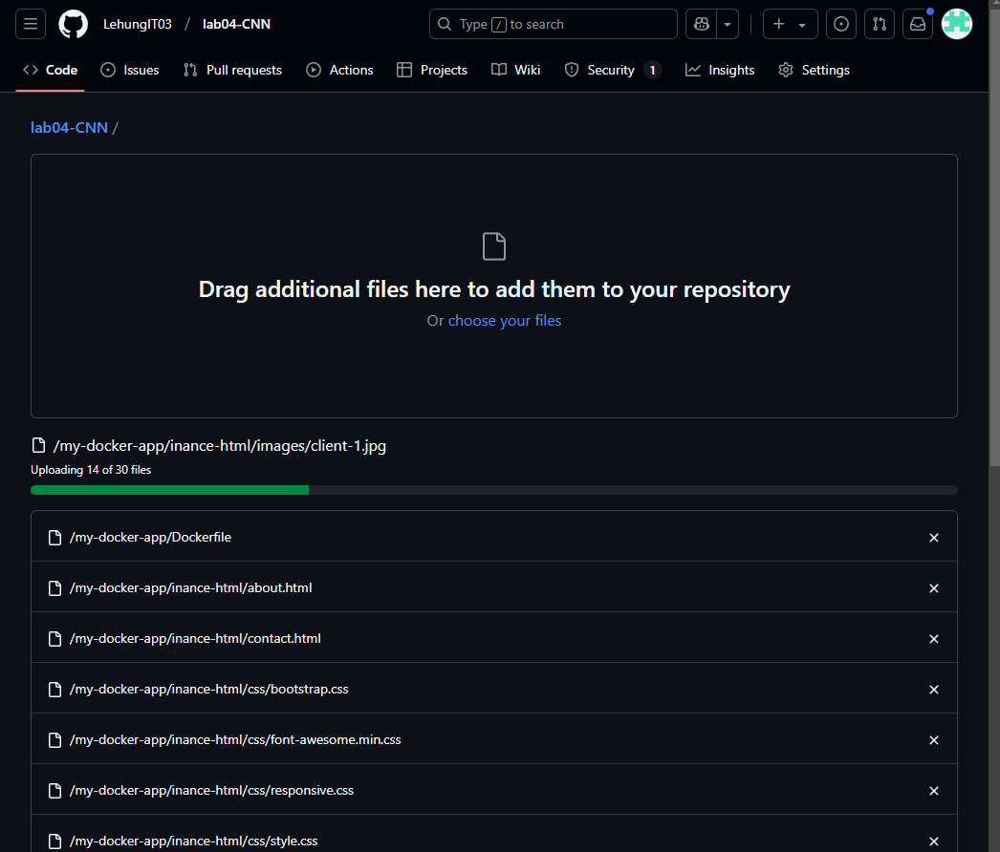 LehungIT03 / lab04-CNN
Type / to search
Code Issues Pull requests Actions Projects Wiki Security 1 Insights Settings
lab04-CNN /
Drag additional files here to add them to your repository
Or choose your files
/my-docker-app/inance-html/images/client-1.jpg
Uploading 14 of 30 files
/my-docker-app/Dockerfile
/my-docker-app/inance-html/about.html
/my-docker-app/inance-html/contact.html
/my-docker-app/inance-html/css/bootstrap.css
/my-docker-app/inance-html/css/font-awesome.min.css
/my-docker-app/inance-html/css/responsive.css
/my-docker-app/inance-html/css/style.css